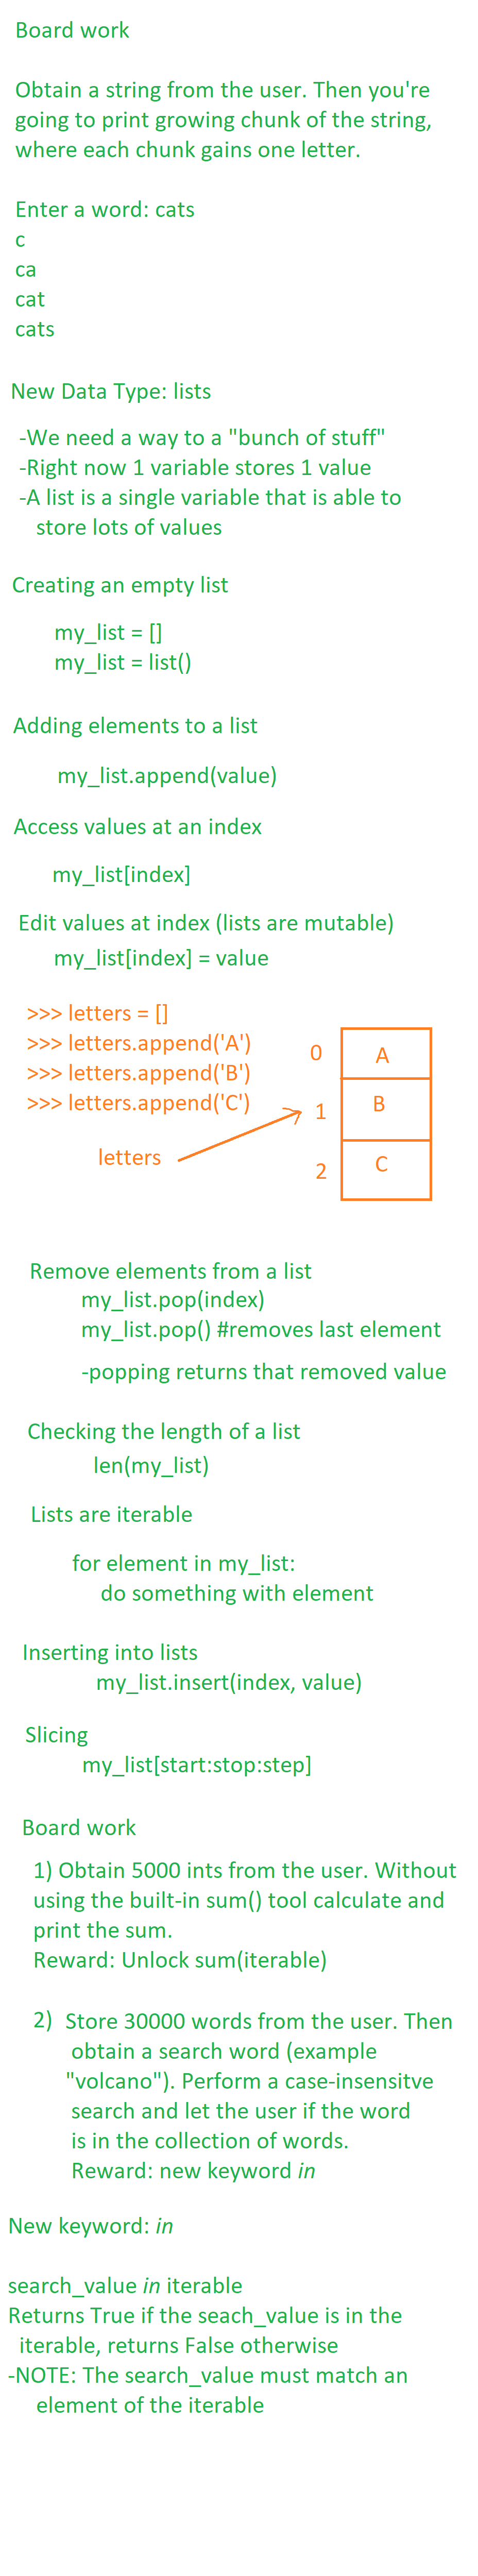 Board work
Obtain a string from the user. Then you're
going to print growing chunk of the string,
where each chunk gains one letter.
Enter a word: cats
c
ca
cat
cats
New Data Type: lists
-We need a way to a "bunch of stuff"
-Right now 1 variable stores 1 value
-A list is a single variable that is able to
store lots of values
Creating an empty list
my_list = []
my_list = list()
Adding elements to a list
my_list.append(value)
Access values at an index
my_list[index]
Edit values at index (lists are mutable)
my_list[index] = value
>>> letters = []
>>> letters.append('A')
>>> letters.append('B')
>>> letters.append('C')
letters
0 A
1 B
2 C
Remove elements from a list
my_list.pop(index)
my_list.pop() #removes last element
-popping returns that removed value
Checking the length of a list
len(my_list)
Lists are iterable
for element in my_list:
do something with element
Inserting into lists
my_list.insert(index, value)
Slicing
my_list[start:stop:step]
Board work
1) Obtain 5000 ints from the user. Without
using the built-in sum() tool calculate and
print the sum.
Reward: Unlock sum(iterable)
2) Store 30000 words from the user. Then
obtain a search word (example
"volcano"). Perform a case-insensitve
search and let the user if the word
is in the collection of words.
Reward: new keyword in
New keyword: in
search_value in iterable
Returns True if the seach_value is in the
iterable, returns False otherwise
-NOTE: The search_value must match an
element of the iterable